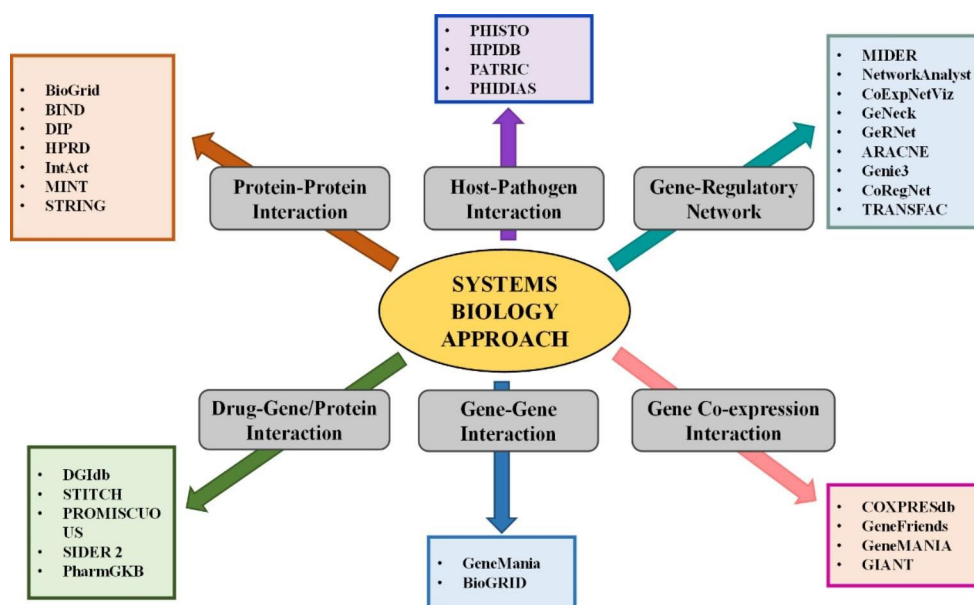 PHISTO
HPIDB
PATRIC
PHIDIAS
BioGrid
BIND
DIP
HPRD
IntAct
MINT
STRING
MIDER
NetworkAnalyst
CoExpNetViz
GeNeck
GeRNet
ARACNE
Genie3
CoRegNet
TRANSFAC
Protein-Protein
Interaction
Host-Pathogen
Interaction
Gene-Regulatory
Network
SYSTEMS
BIOLOGY
APPROACH
Drug-Gene/Protein
Interaction
Gene-Gene
Interaction
Gene Co-expression
Interaction
DGIdb
STITCH
PROMISCUO
US
SIDER 2
PharmGKB
GeneMania
BioGRID
COXPRESdb
GeneFriends
GeneMANIA
GIANT